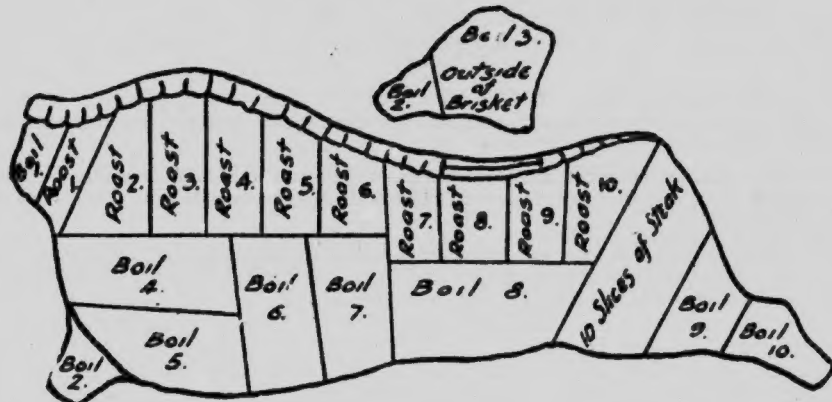 Boil 3.
Outside
of
Brisket
Boil
2.
Boil
1.
Roast
1.
Roast 2.
Roast 3.
Roast 4.
Roast 5.
Roast 6.
Roast 7.
Roast 8.
Roast 9.
Roast 10.
10 Slices of Steak
Boil
4.
Boil
5.
Boil
6.
Boil
7.
Boil 8.
Boil
9.
Boil
10.
Boil
2.